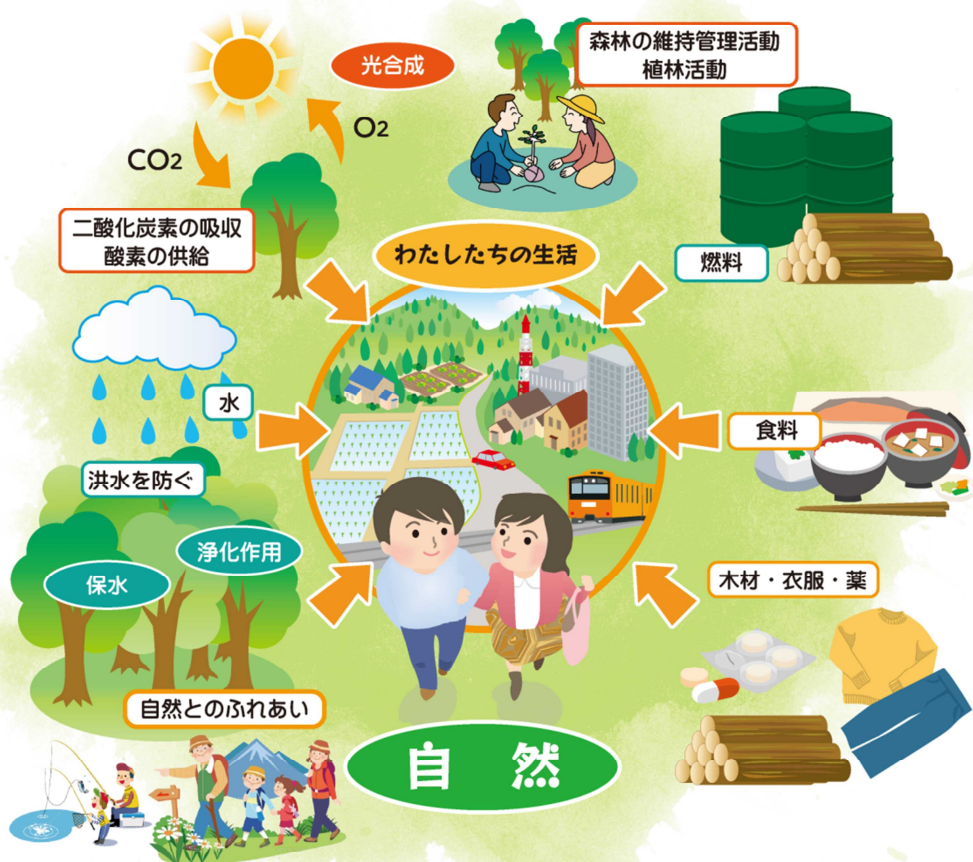 光合成
森林の維持管理活動
植林活動
CO2
O2
二酸化炭素の吸収
酸素の供給
わたしたちの生活
燃料
水
食料
洪水を防ぐ
浄化作用
保水
木材・衣服・薬
自然とのふれあい
自　然